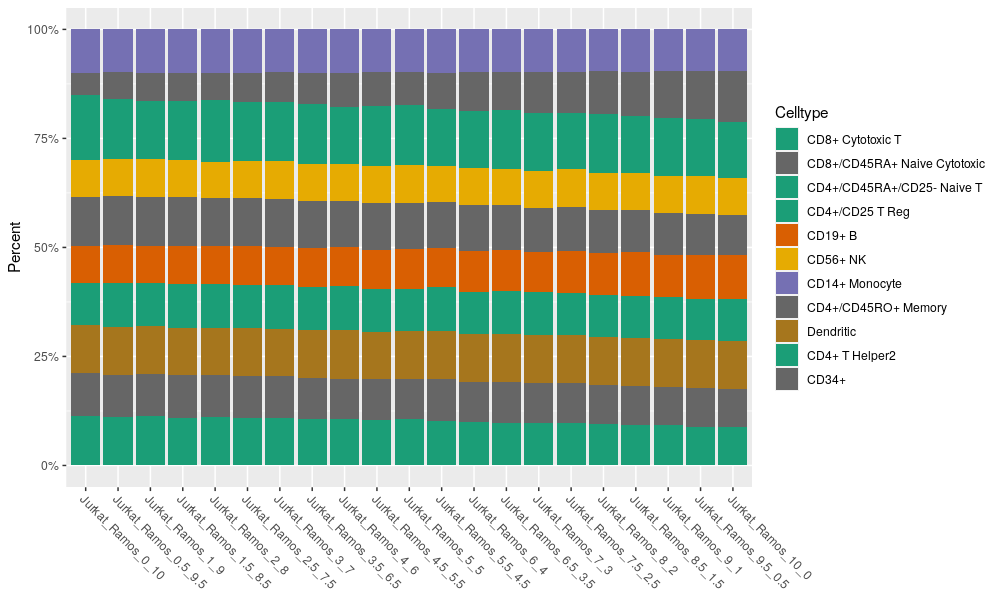 100%
75%
50%
25%
0%
Percent
Jurkat_Ramos_0_10
Jurkat_Ramos_0.5_9.5
Jurkat_Ramos_1_9
Jurkat_Ramos_1.5_8.5
Jurkat_Ramos_2_8
Jurkat_Ramos_2.5_7.5
Jurkat_Ramos_3_7
Jurkat_Ramos_3.5_6.5
Jurkat_Ramos_4_6
Jurkat_Ramos_4.5_5.5
Jurkat_Ramos_5_5
Jurkat_Ramos_5.5_4.5
Jurkat_Ramos_6_4
Jurkat_Ramos_6.5_3.5
Jurkat_Ramos_7_3
Jurkat_Ramos_7.5_2.5
Jurkat_Ramos_8_2
Jurkat_Ramos_8.5_1.5
Jurkat_Ramos_9_1
Jurkat_Ramos_9.5_0.5
Jurkat_Ramos_10_0
Celltype
CD8+ Cytotoxic T
CD8+/CD45RA+ Naive Cytotoxic
CD4+/CD45RA+/CD25- Naive T
CD4+/CD25 T Reg
CD19+ B
CD56+ NK
CD14+ Monocyte
CD4+/CD45RO+ Memory
Dendritic
CD4+ T Helper2
CD34+